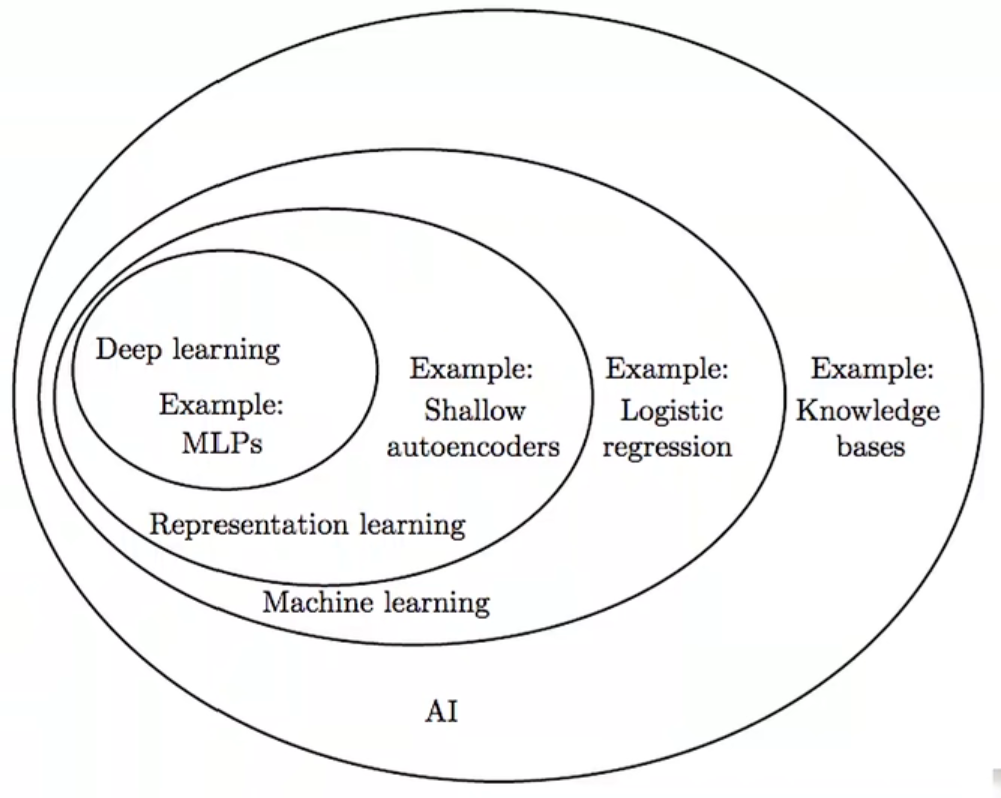 Deep learning
Example:
MLPs
Example:
Shallow
autoencoders
Example:
Logistic
regression
Example:
Knowledge
bases
Representation learning
Machine learning
AI